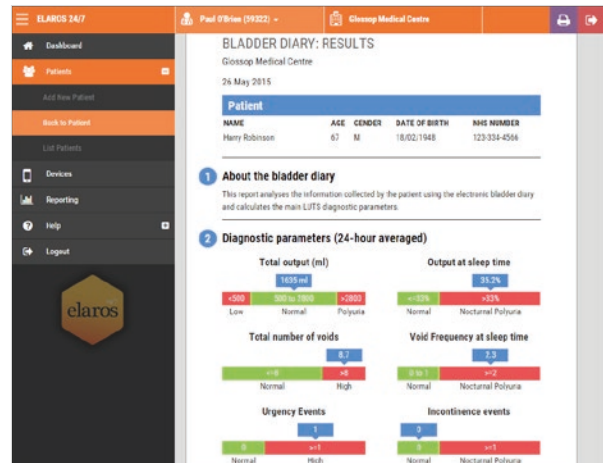 ELAROS 24/7
Paul O'Brien (59322)
Glossop Medical Centre
Dashboard
Patients
Add New Patient
Back to Patient
List Patients
Devices
Reporting
Help
Logout
elaros
BLADDER DIARY: RESULTS
Glossop Medical Centre
26 May 2015
Patient
NAME AGE GENDER DATE OF BIRTH NHS NUMBER
Harry Robinson 67 M 18/02/1948 123-334-4566
1 About the bladder diary
This report analyses the information collected by the patient using the electronic bladder diary
and calculates the main LUTS diagnostic parameters.
2 Diagnostic parameters (24-hour averaged)
Total output (ml) Output at sleep time
1635 ml 35.2%
<500 500 to 2800 >2800 <=33% >33%
Low Normal Polyuria Normal Nocturnal Polyuria
Total number of voids Void Frequency at sleep time
8.7 2.3
<=8 >8 0 to 1 >=2
Normal High Normal Nocturnal Polyuria
Urgency Events Incontinence events
1 0
0 >=1 0 >=1
Normal High Normal Nocturnal Polyuria